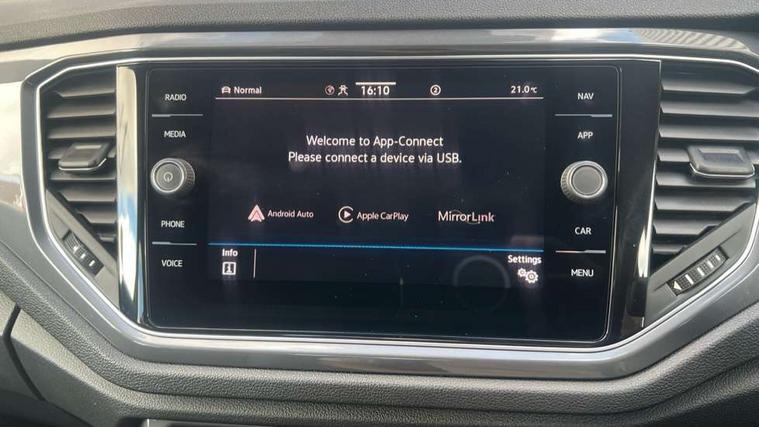 RADIO
MEDIA
PHONE
VOICE
Normal
16:10
2
21.0°C
Welcome to App-Connect
Please connect a device via USB.
Android Auto
Apple CarPlay
MirrorLink
Info
Settings
NAV
APP
CAR
MENU